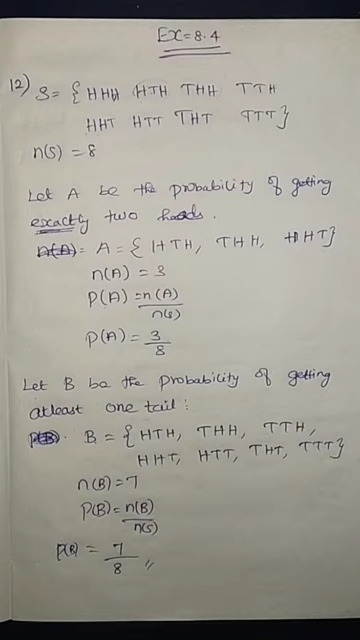 EX=8.4
12) S= { HHH HTH THH TTH
HHT HTT THT TTT}
n(S) = 8
Let A be the probability of getting
exactly two heads.
A = { HTH, THH, HHT}
n(A) = 3
P(A) = n(A)
n(s)
P(A) = 3
8
Let B be the probability of getting
atleast one tail:
B = {HTH, THH, TTH,
HHT, HTT, THT, TTT}
n(B) = 7
P(B) = n(B)
n(S)
P(B) = 7
8 //